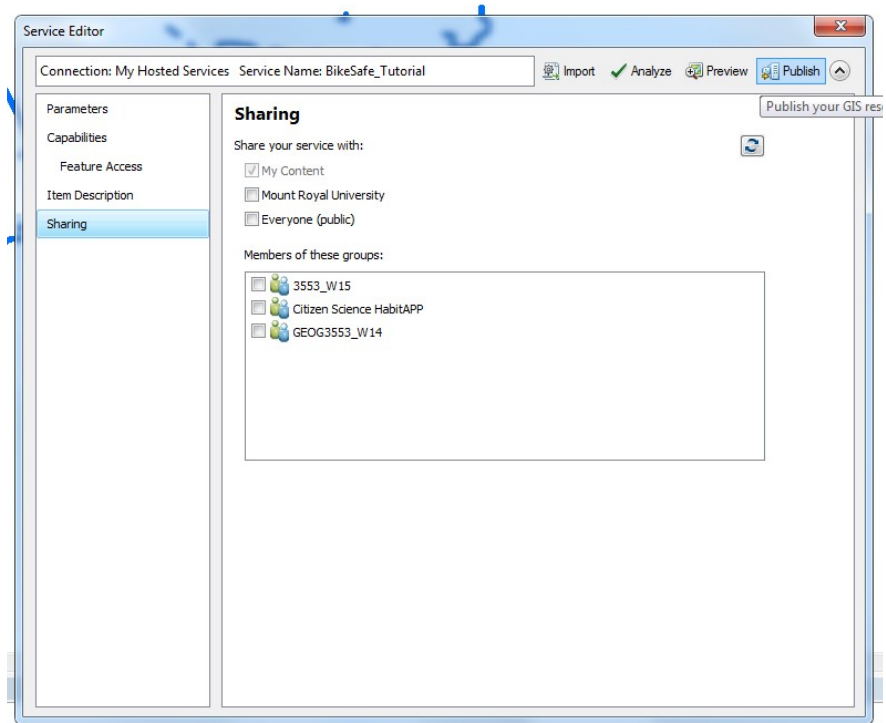 Service Editor
Connection: My Hosted Services Service Name: BikeSafe_Tutorial
Import
Analyze
Preview
Publish
Publish your GIS res
Parameters
Capabilities
Feature Access
Item Description
Sharing
Sharing
Share your service with:
My Content
Mount Royal University
Everyone (public)
Members of these groups:
3553_W15
Citizen Science HabitAPP
GEOG3553_W14